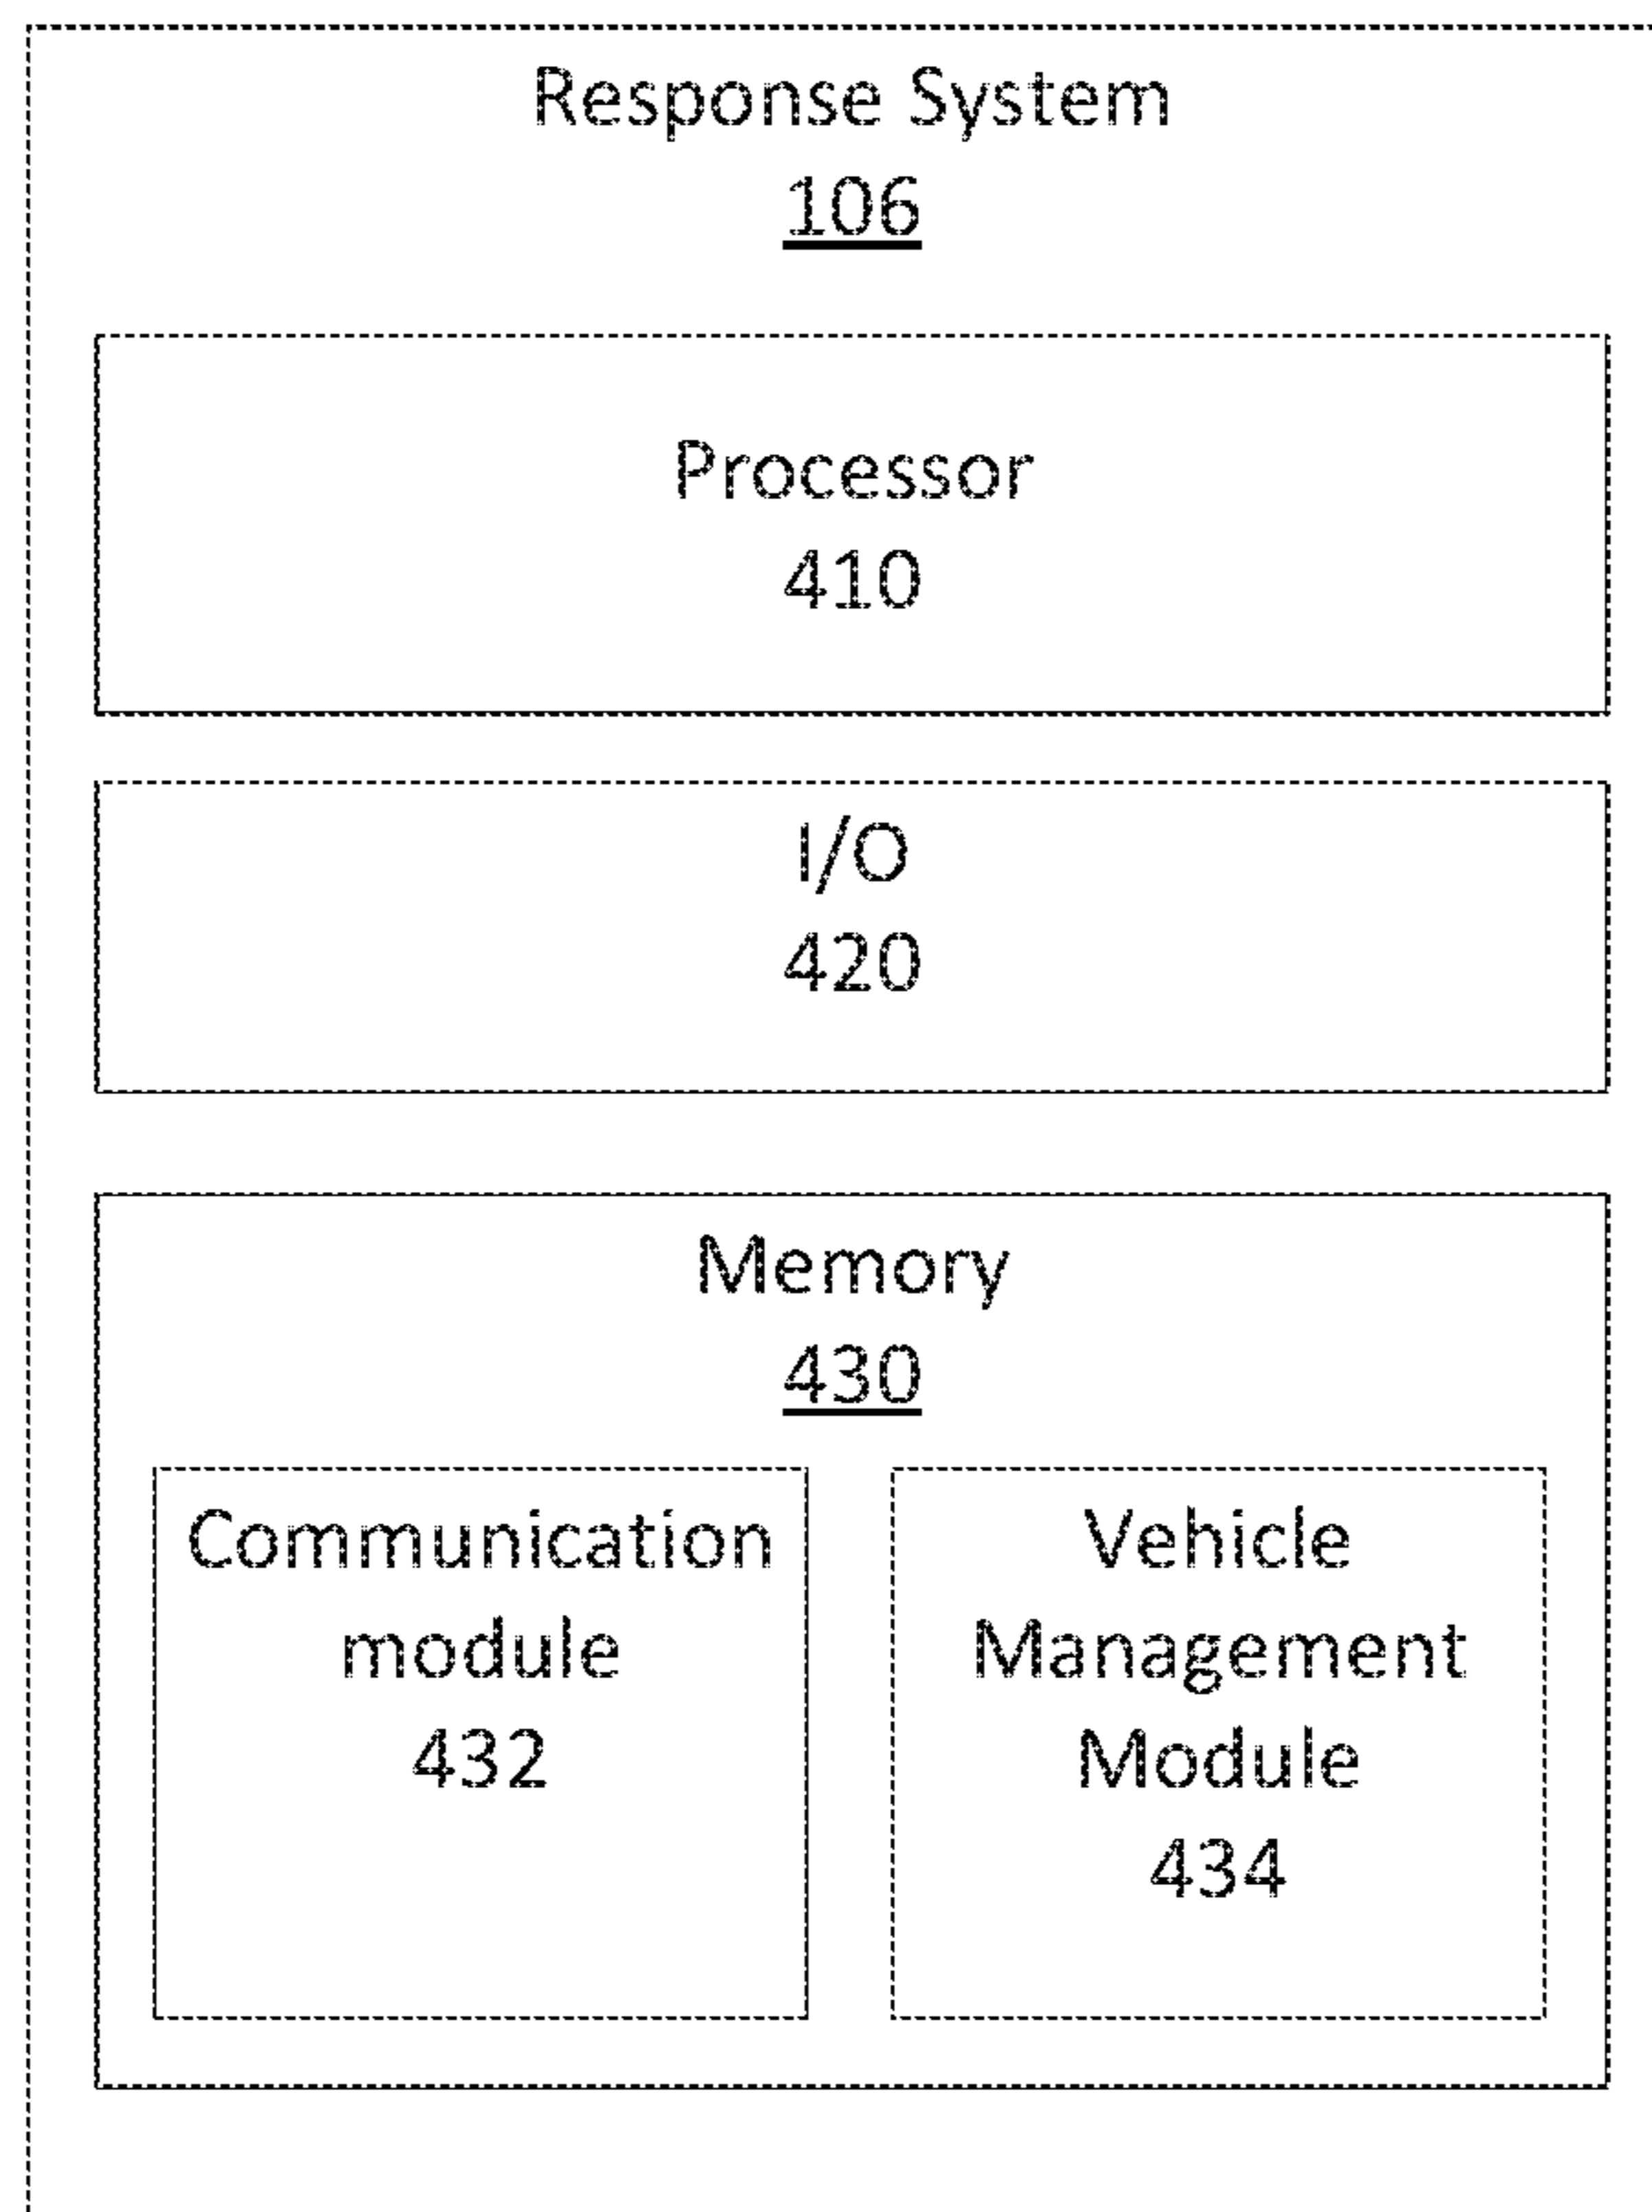 Response System
106
Processor
410
I/O
420
Memory
430
Communication
module
432
Vehicle
Management
Module
434